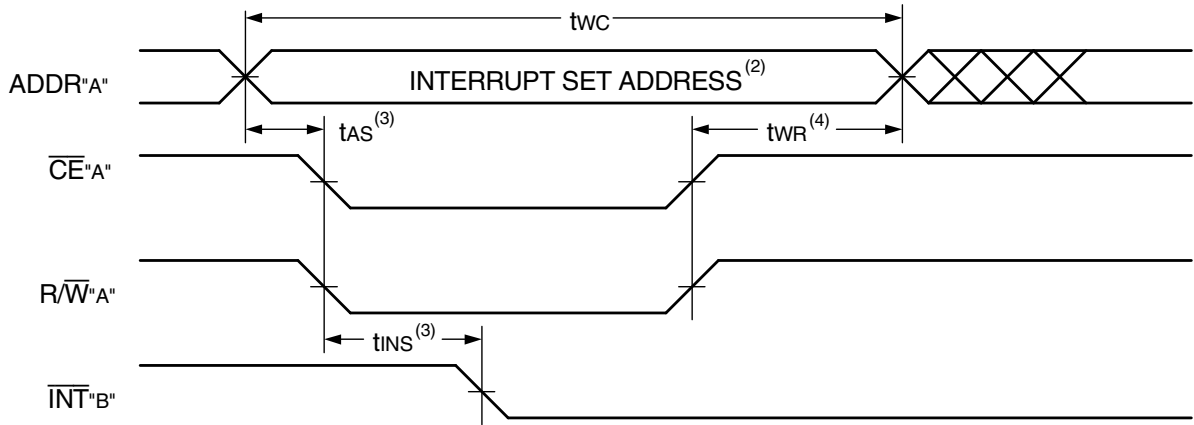 tWC
ADDR"A"
INTERRUPT SET ADDRESS(2)
tAS(3)
tWR(4)
CE"A"
R/W"A"
tINS(3)
INT"B"